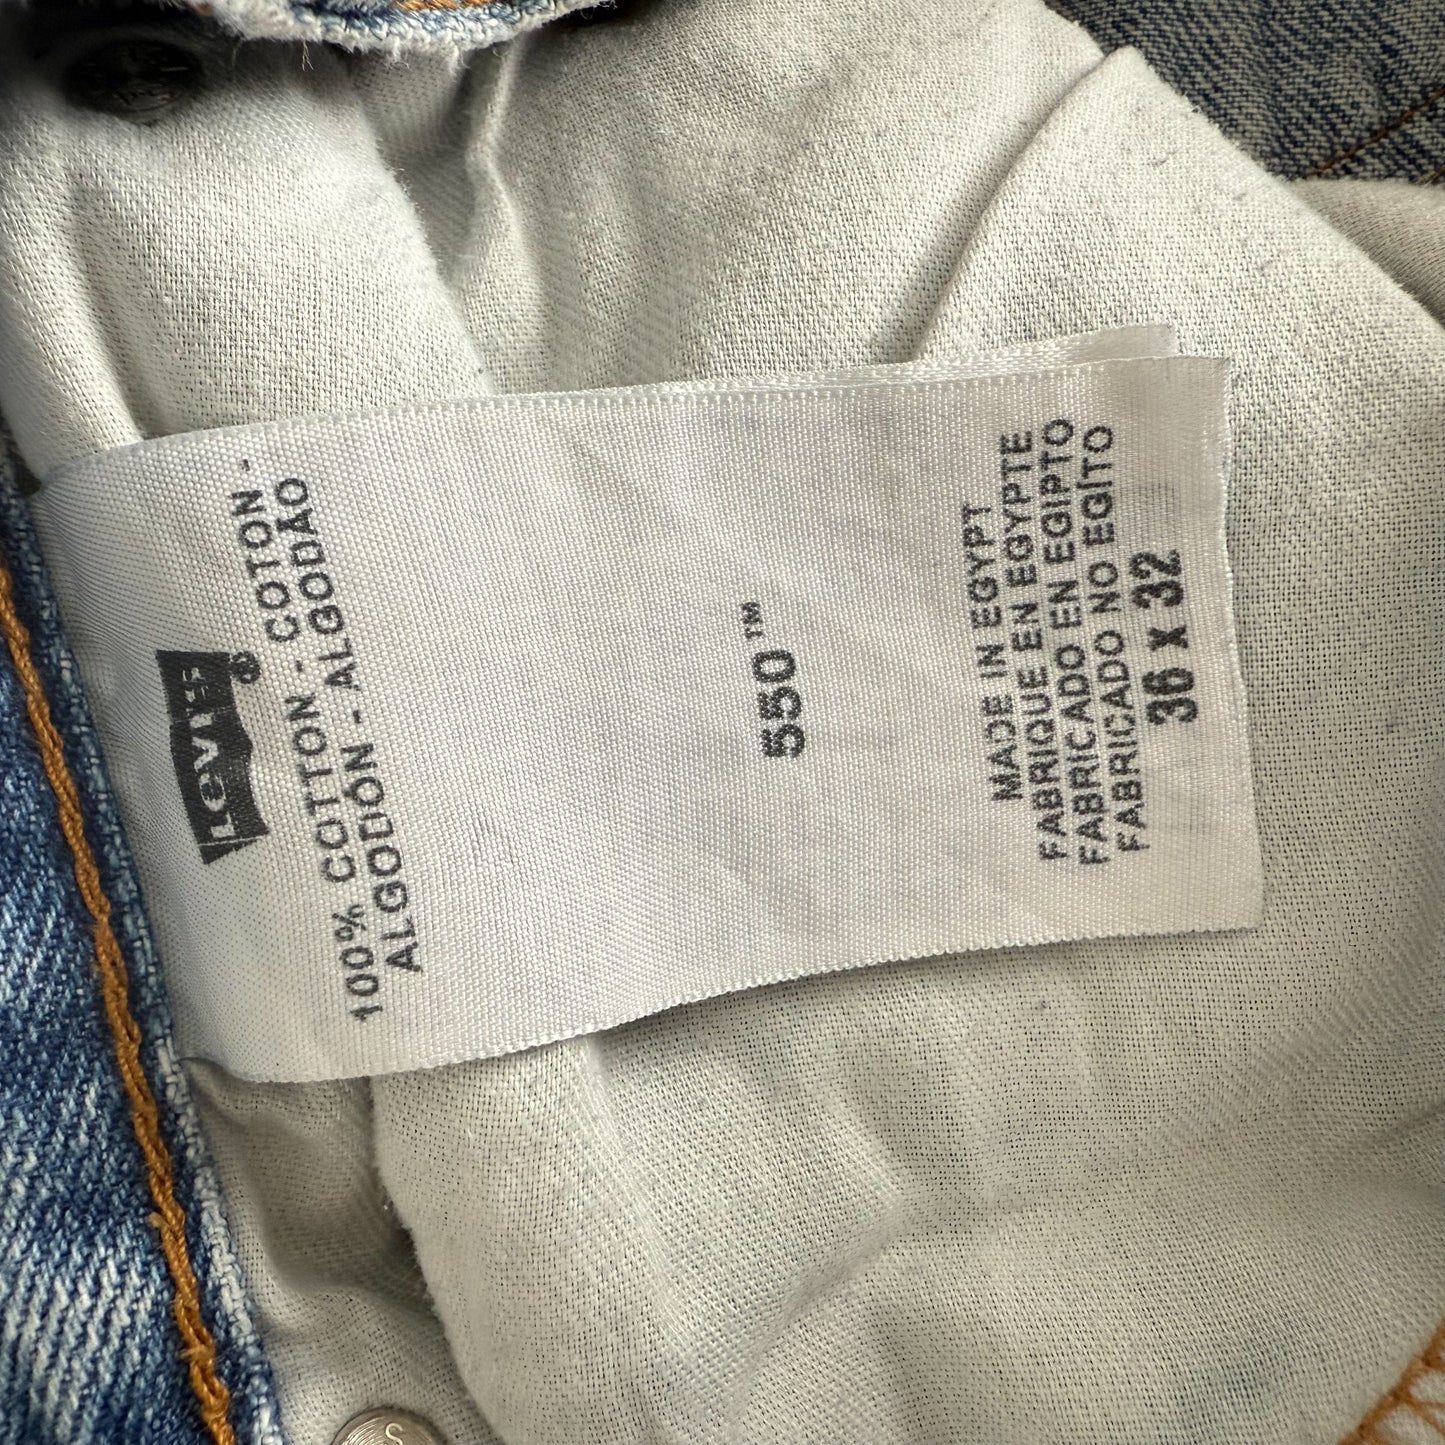 Levi's®
100% COTTON - COTON -
ALGODÓN - ALGODÃO
550™
MADE IN EGYPT
FABRIQUE EN EGYPTE
FABRICADO EN EGIPTO
FABRICADO NO EGÍTO
36 X 32